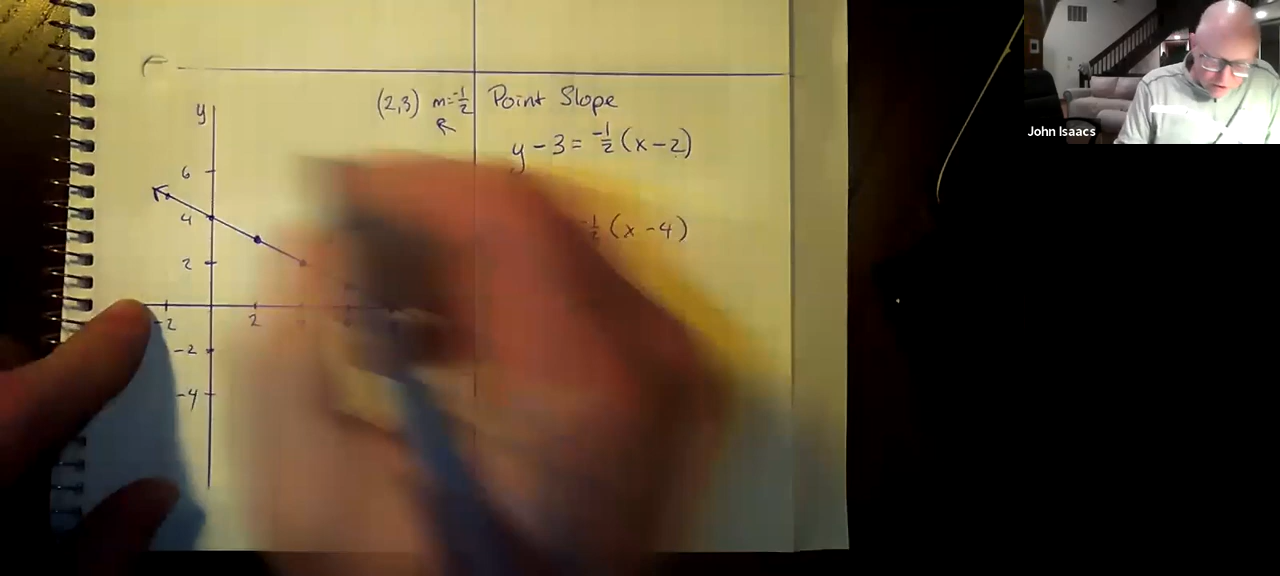 John Isaacs
(2,3) m=-1/2
Point Slope
y
y-3=-1/2(x-2)
6
4
-1/2(x-4)
2
-2 2
-2
-4